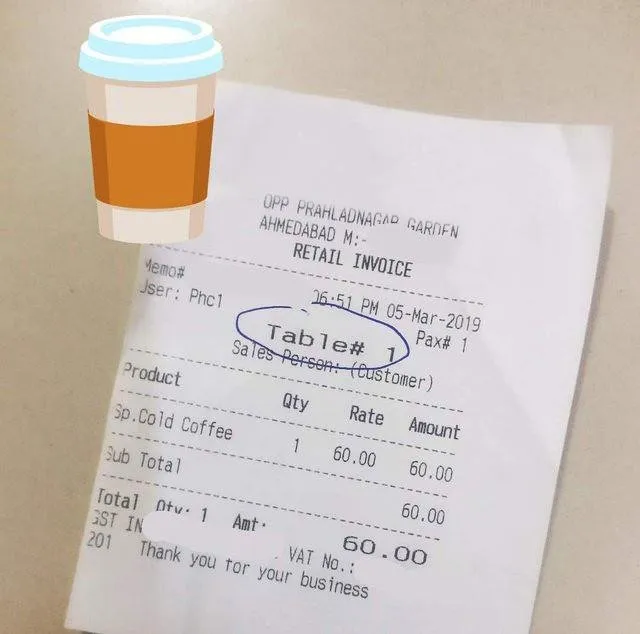 OPP PRAHLADNAGAR GARDEN
AHMEDABAD M:-
RETAIL INVOICE
Memo#
User: Phc1 06:51 PM 05-Mar-2019
Pax# 1
Table# 1
Sales Person: (Customer)
Product Qty Rate Amount
Sp.Cold Coffee 1 60.00 60.00
Sub Total 60.00
Total Qty: 1 Amt: 60.00
GST IN VAT No.:
201 Thank you for your business